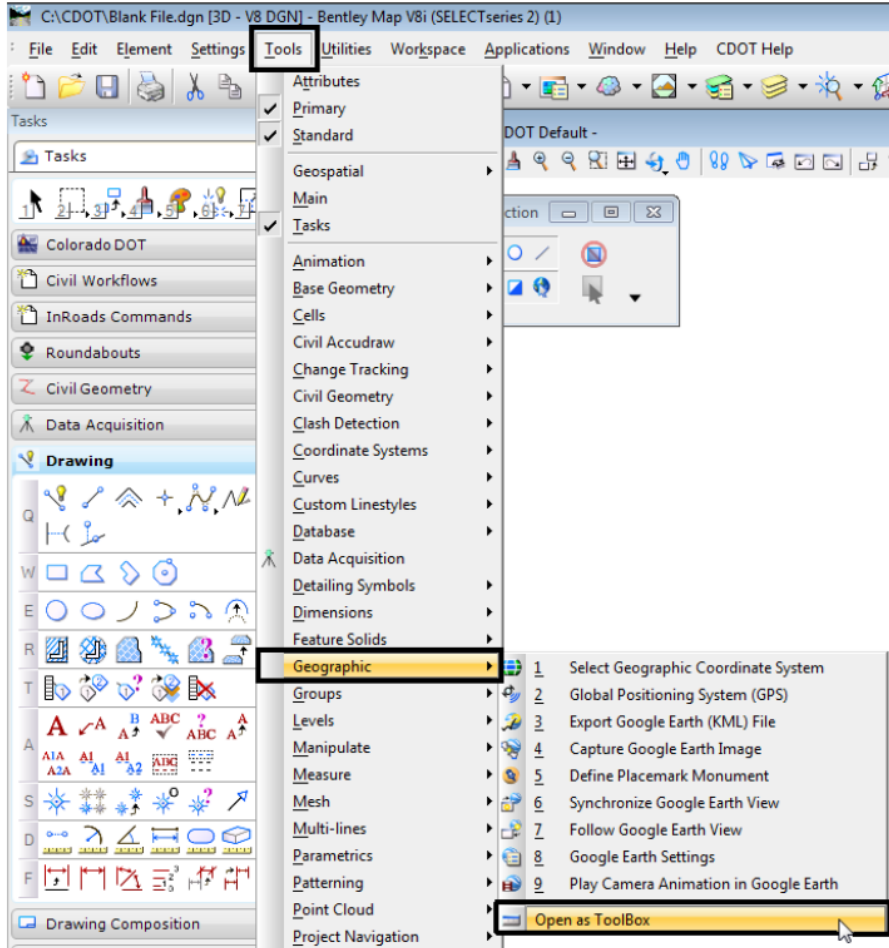 C:\CDOT\Blank File.dgn [3D - V8 DGN] - Bentley Map V8i (SELECTseries 2) (1)
File Edit Element Settings Tools Utilities Workspace Applications Window Help CDOT Help
Tasks
Tasks
1 2 3 4 5 6 7
Colorado DOT
Civil Workflows
InRoads Commands
Roundabouts
Civil Geometry
Data Acquisition
Drawing
Q
W
E
R
T
A
S
D
F
Drawing Composition
Attributes
Primary
Standard
Geospatial
Main
Tasks
Animation
Base Geometry
Cells
Civil Accudraw
Change Tracking
Civil Geometry
Clash Detection
Coordinate Systems
Curves
Custom Linestyles
Database
Data Acquisition
Detailing Symbols
Dimensions
Feature Solids
Geographic
Groups
Levels
Manipulate
Measure
Mesh
Multi-lines
Parametrics
Patterning
Point Cloud
Project Navigation
DOT Default -
ction
1 Select Geographic Coordinate System
2 Global Positioning System (GPS)
3 Export Google Earth (KML) File
4 Capture Google Earth Image
5 Define Placemark Monument
6 Synchronize Google Earth View
7 Follow Google Earth View
8 Google Earth Settings
9 Play Camera Animation in Google Earth
Open as ToolBox